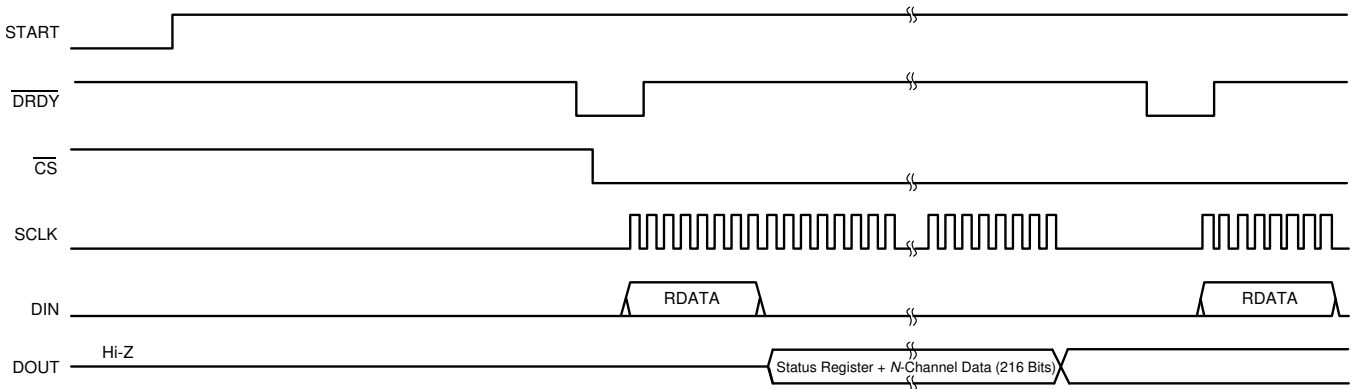 START
DRDY
CS
SCLK
DIN
RDATA
RDATA
Hi-Z
DOUT
Status Register + N-Channel Data (216 Bits)